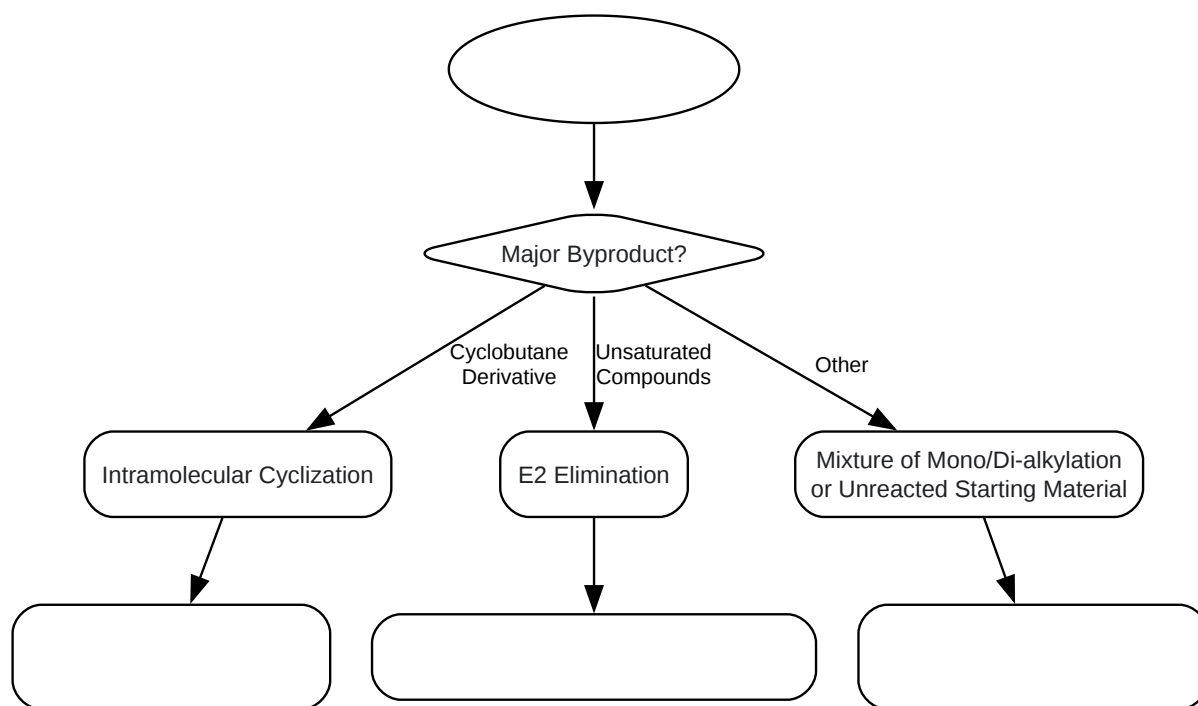 Major Byproduct?
Cyclobutane
Derivative
Unsaturated
Compounds
Other
Intramolecular Cyclization
E2 Elimination
Mixture of Mono/Di-alkylation
or Unreacted Starting Material